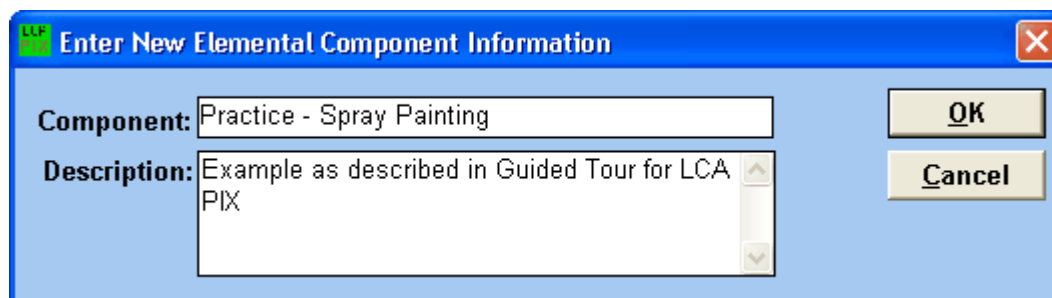 LCA
PIX
Enter New Elemental Component Information
Component:
Practice - Spray Painting
OK
Description:
Example as described in Guided Tour for LCA
PIX
Cancel